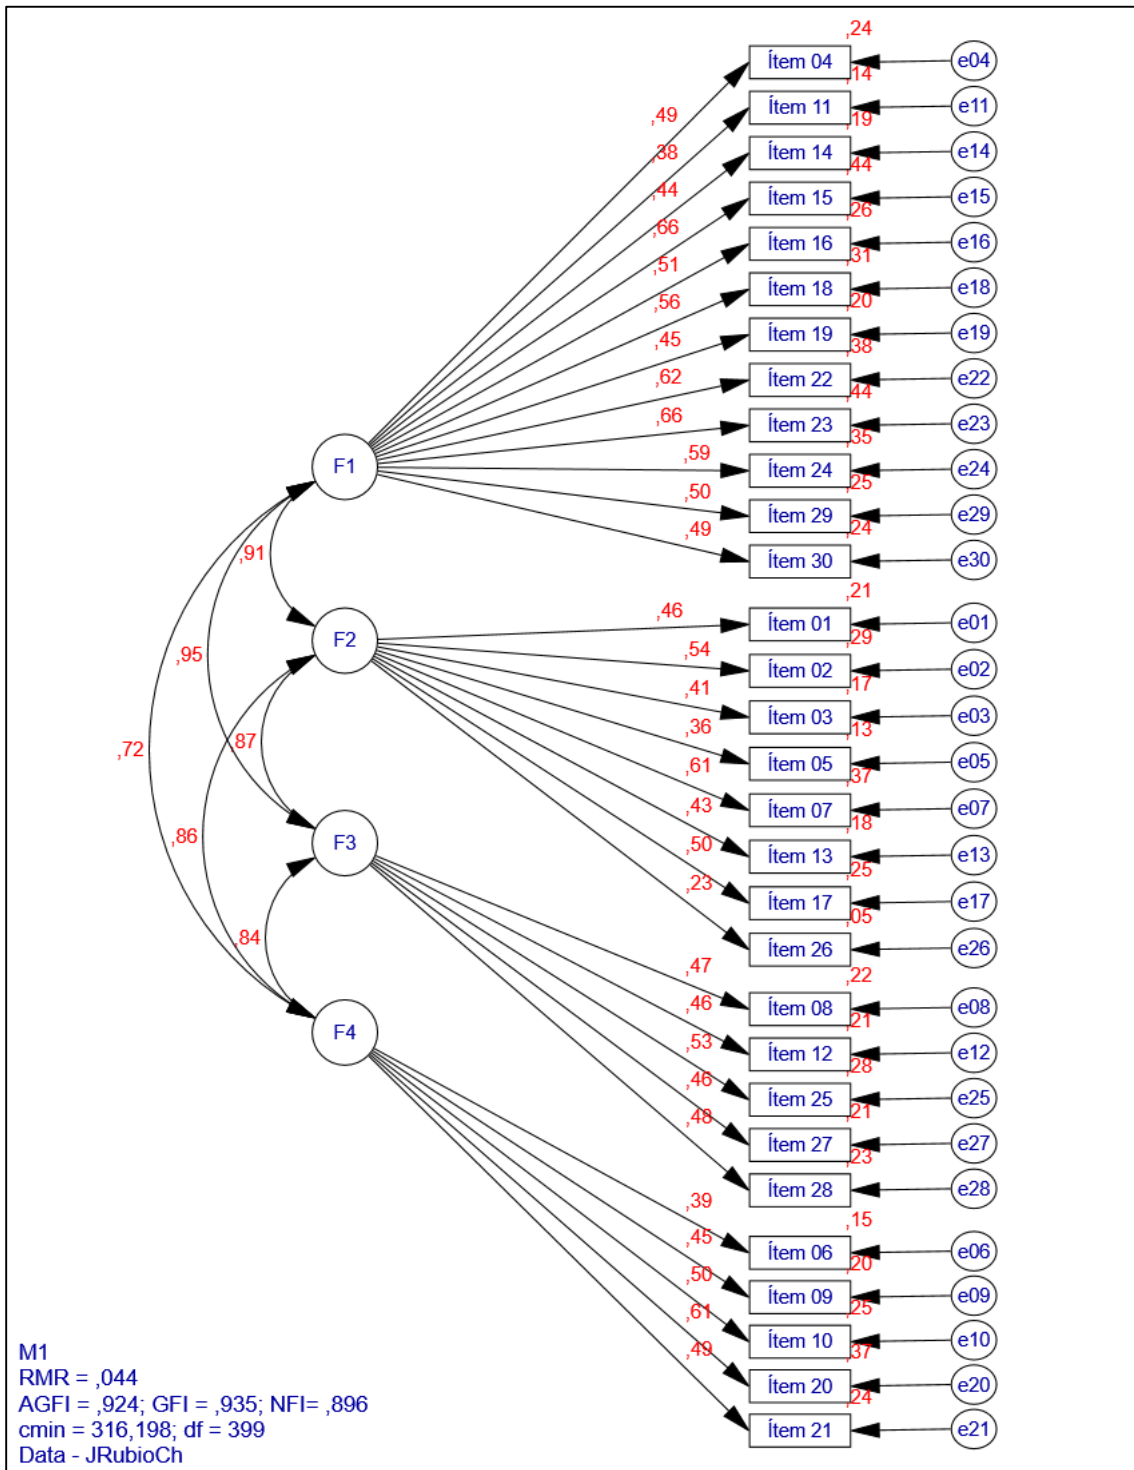 ,24
Ítem 04 e04
,14
,49 Ítem 11 e11
,19
,38 Ítem 14 e14
,44
,44 Ítem 15 e15
,26
,66 Ítem 16 e16
,31
,51 Ítem 18 e18
,20
,56 Ítem 19 e19
,38
,45 Ítem 22 e22
,44
,62 Ítem 23 e23
,35
,66 Ítem 24 e24
,25
,59 Ítem 29 e29
,24
,50 Ítem 30 e30
,49
F1
,91
,21
,46 Ítem 01 e01
,29
,54 Ítem 02 e02
,17
,41 Ítem 03 e03
,13
,36 Ítem 05 e05
,37
,61 Ítem 07 e07
,18
,43 Ítem 13 e13
,25
,50 Ítem 17 e17
,05
,23 Ítem 26 e26
F2
,95
,87
,72
,86
,22
,47 Ítem 08 e08
,21
,46 Ítem 12 e12
,28
,53 Ítem 25 e25
,21
,46 Ítem 27 e27
,23
,48 Ítem 28 e28
F3
,84
,15
,39 Ítem 06 e06
,20
,45 Ítem 09 e09
,25
,50 Ítem 10 e10
,37
,61 Ítem 20 e20
,24
,49 Ítem 21 e21
F4
M1
RMR = ,044
AGFI = ,924; GFI = ,935; NFI= ,896
cmin = 316,198; df = 399
Data - JRubioCh